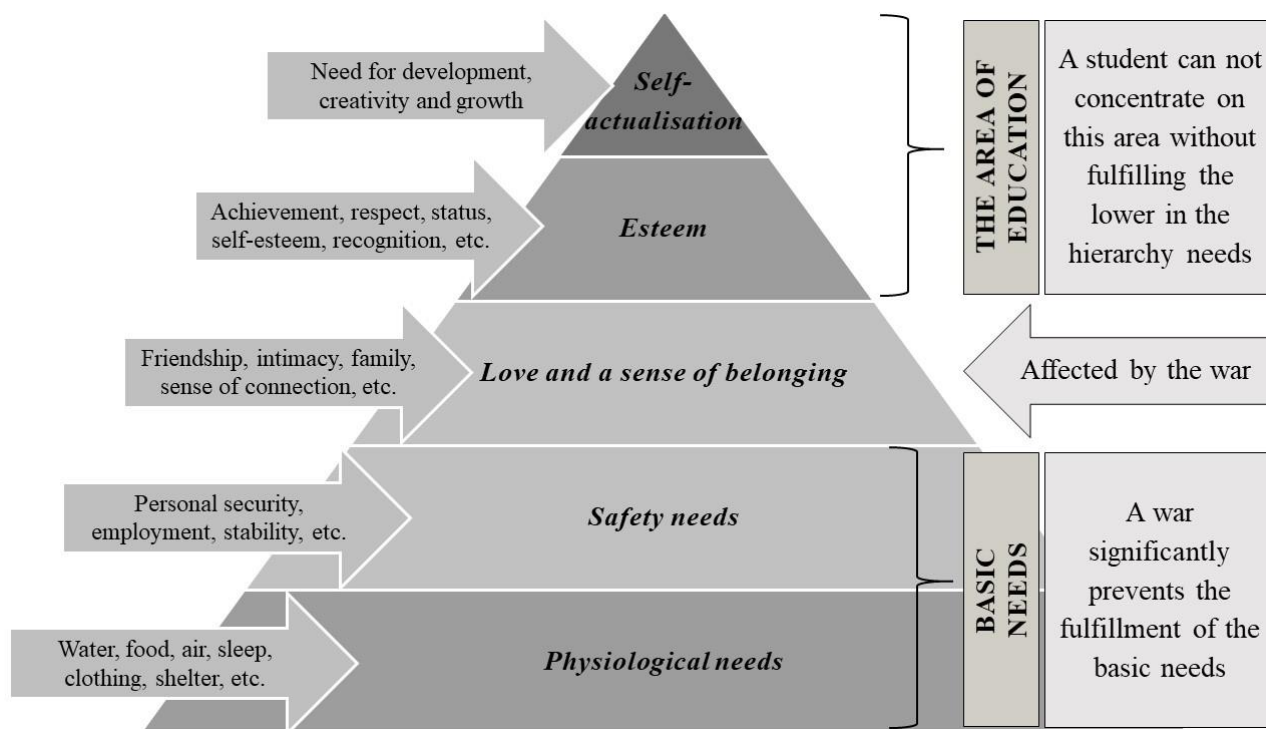 Need for development,
creativity and growth
Self-
actualisation
THE AREA OF
EDUCATION
A student can not
concentrate on
this area without
fulfilling the
lower in the
hierarchy needs
Achievement, respect, status,
self-esteem, recognition, etc.
Esteem
Friendship, intimacy, family,
sense of connection, etc.
Love and a sense of belonging
Affected by the war
Personal security,
employment, stability, etc.
Safety needs
BASIC
NEEDS
A war
significantly
prevents the
fulfillment of the
basic needs
Water, food, air, sleep,
clothing, shelter, etc.
Physiological needs